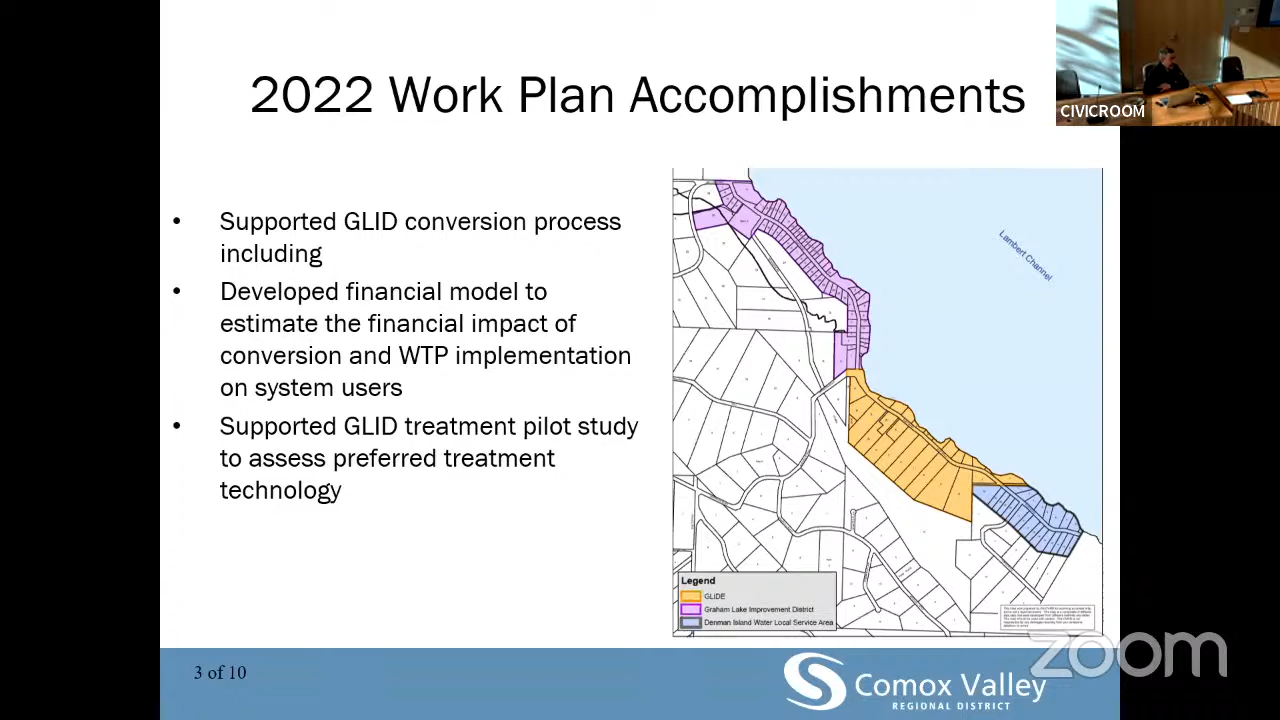 2022 Work Plan Accomplishments
CIVICROOM
• Supported GLID conversion process
including
• Developed financial model to
estimate the financial impact of
conversion and WTP implementation
on system users
• Supported GLID treatment pilot study
to assess preferred treatment
technology
Lambert Channel
Legend
GLIDE
Graham Lake Improvement District
Denman Island Water Local Service Area
zoom
3 of 10
Comox Valley
REGIONAL DISTRICT